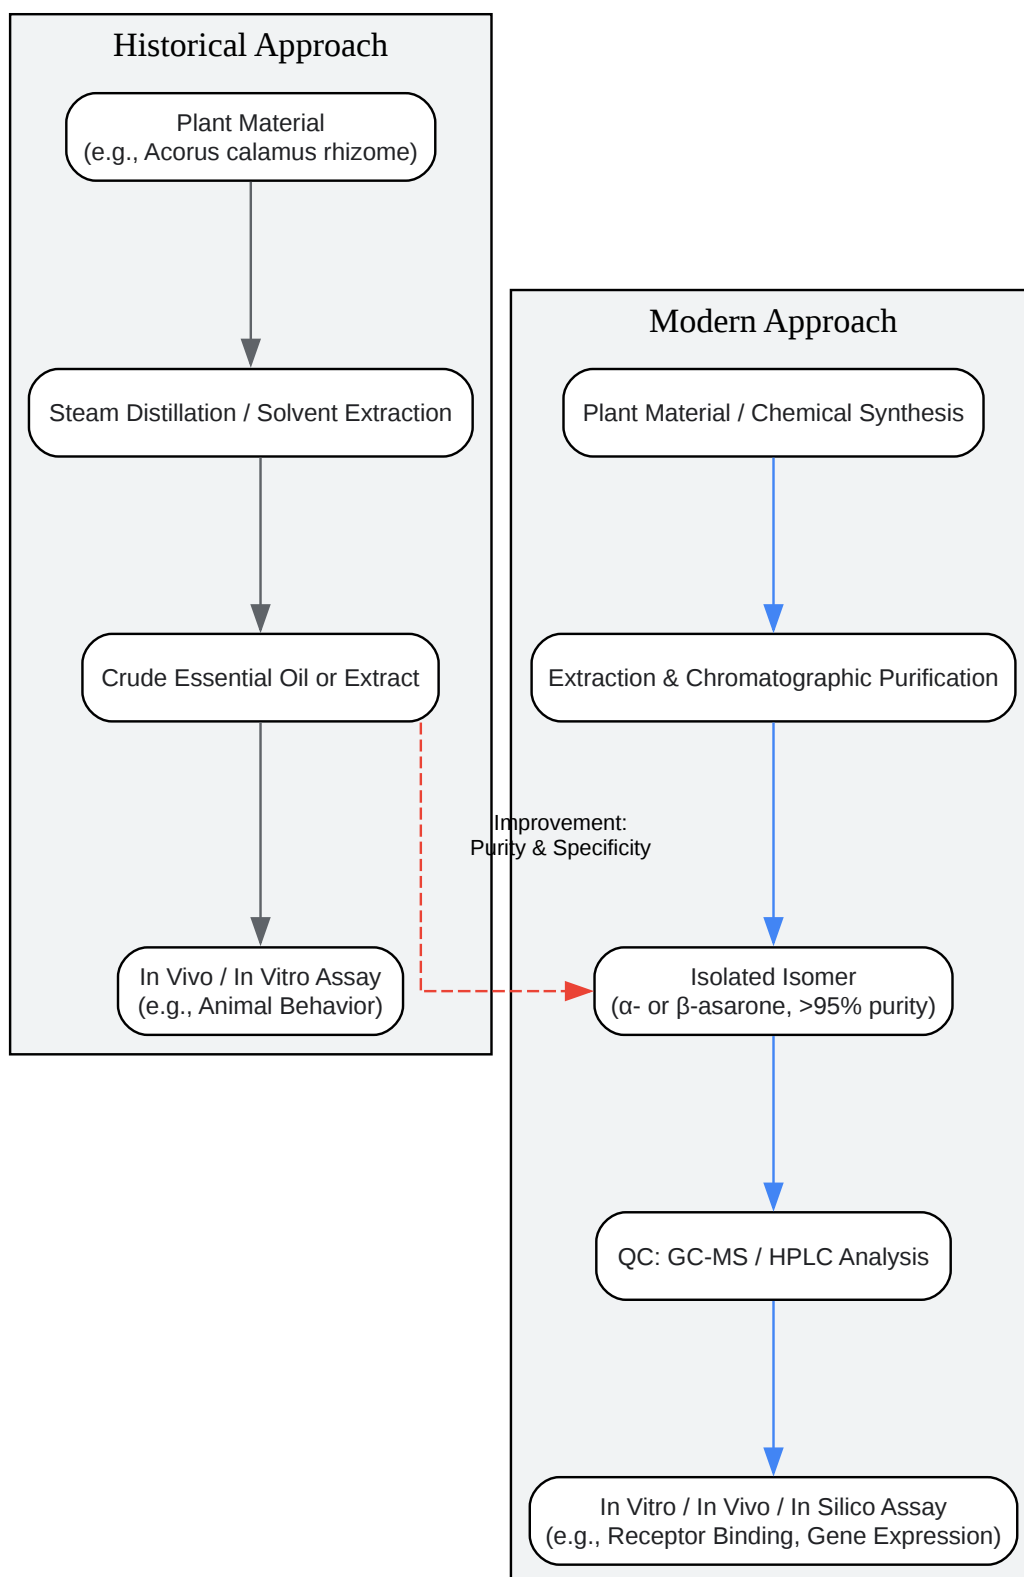 Historical Approach
Plant Material
(e.g., Acorus calamus rhizome)
Steam Distillation / Solvent Extraction
Crude Essential Oil or Extract
In Vivo / In Vitro Assay
(e.g., Animal Behavior)
Improvement:
Purity & Specificity
Modern Approach
Plant Material / Chemical Synthesis
Extraction & Chromatographic Purification
Isolated Isomer
(α- or β-asarone, >95% purity)
QC: GC-MS / HPLC Analysis
In Vitro / In Vivo / In Silico Assay
(e.g., Receptor Binding, Gene Expression)